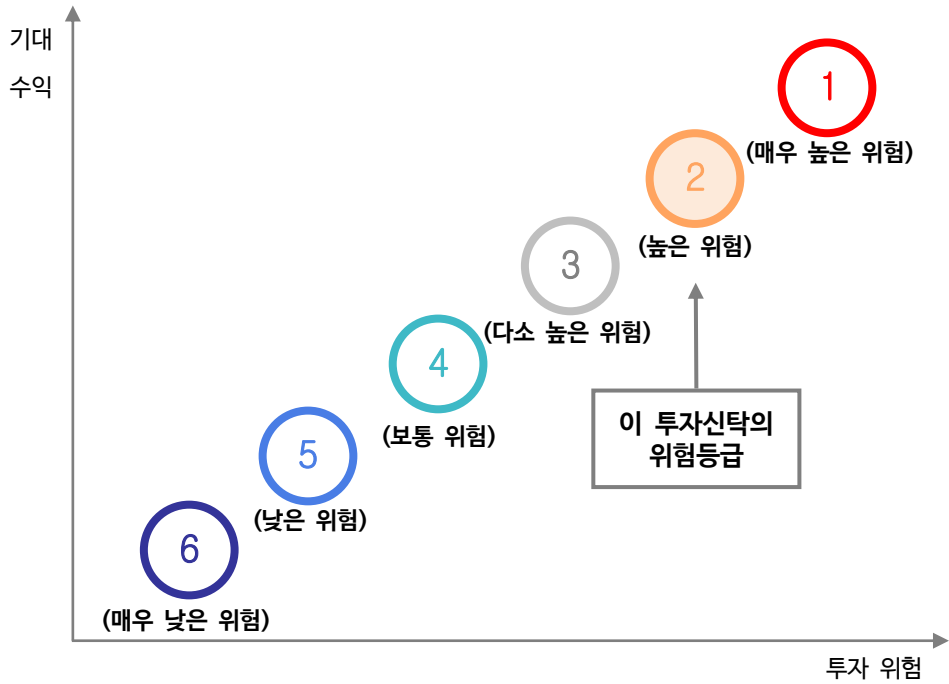 기대
수익
1
(매우 높은 위험)
2
(높은 위험)
3
(다소 높은 위험)
4
(보통 위험)
이 투자신탁의
위험등급
5
(낮은 위험)
6
(매우 낮은 위험)
투자 위험